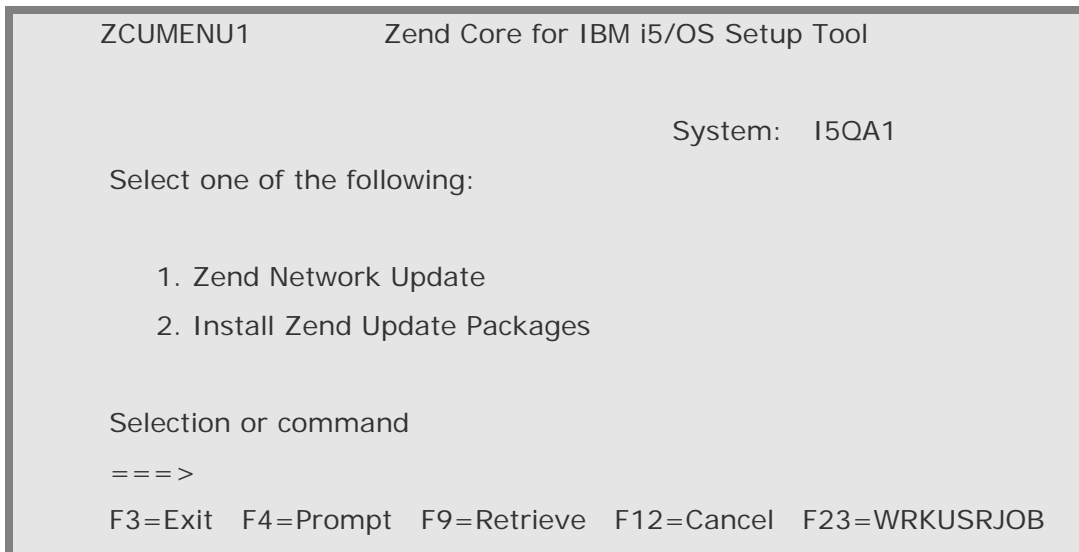 ZCUMENU1 Zend Core for IBM i5/OS Setup Tool
System: I5QA1
Select one of the following:
1. Zend Network Update
2. Install Zend Update Packages
Selection or command
===>
F3=Exit F4=Prompt F9=Retrieve F12=Cancel F23=WRKUSRJOB